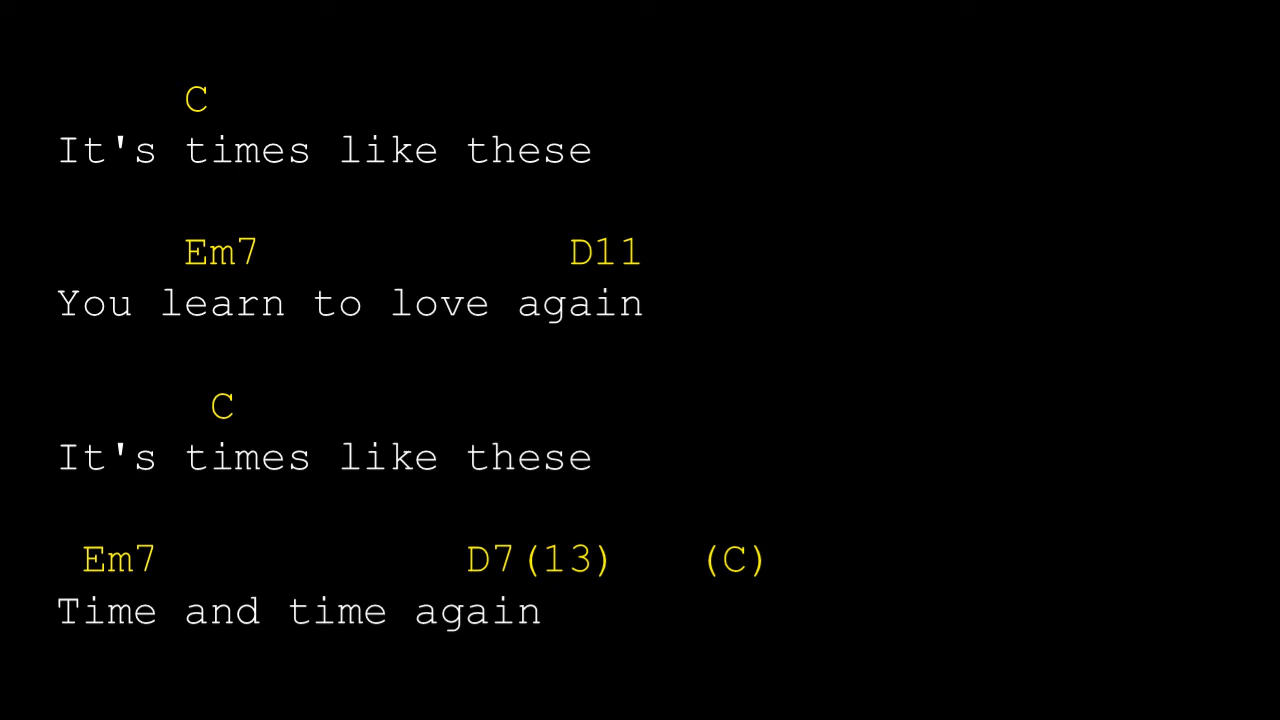 C
It's times like these
Em7 D11
You learn to love again
C
It's times like these
Em7 D7(13) (C)
Time and time again